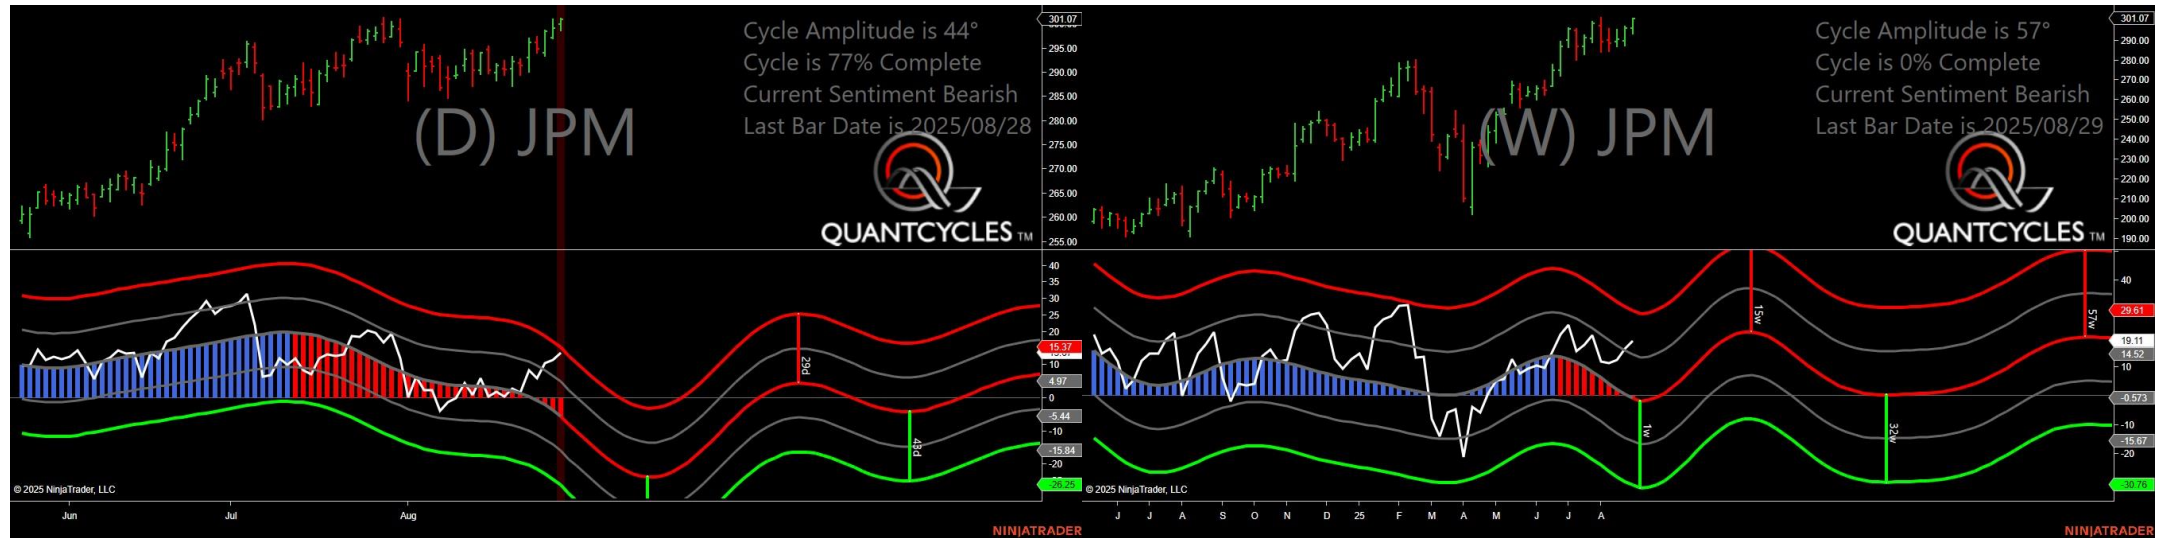 Cycle Amplitude is 44°
Cycle is 77% Complete
Current Sentiment Bearish
Last Bar Date is 2025/08/28
(D) JPM
QUANTCYCLES TM
301.07
295.00
290.00
285.00
280.00
275.00
270.00
265.00
260.00
255.00
40
35
30
25
20
15.37
10
4.97
0
-5.44
-10
-15.84
-20
-26.25
29d
43d
© 2025 NinjaTrader, LLC
Jun Jul Aug
NINJATRADER
Cycle Amplitude is 57°
Cycle is 0% Complete
Current Sentiment Bearish
Last Bar Date is 2025/08/29
(W) JPM
QUANTCYCLES TM
301.07
290.00
280.00
270.00
260.00
250.00
240.00
230.00
220.00
210.00
200.00
190.00
40
29.61
19.11
14.52
10
-0.573
-10
-15.67
-20
-30.76
1w
15w
32w
57w
© 2025 NinjaTrader, LLC
J J A S O N D 25 F M A M J J A
NINJATRADER